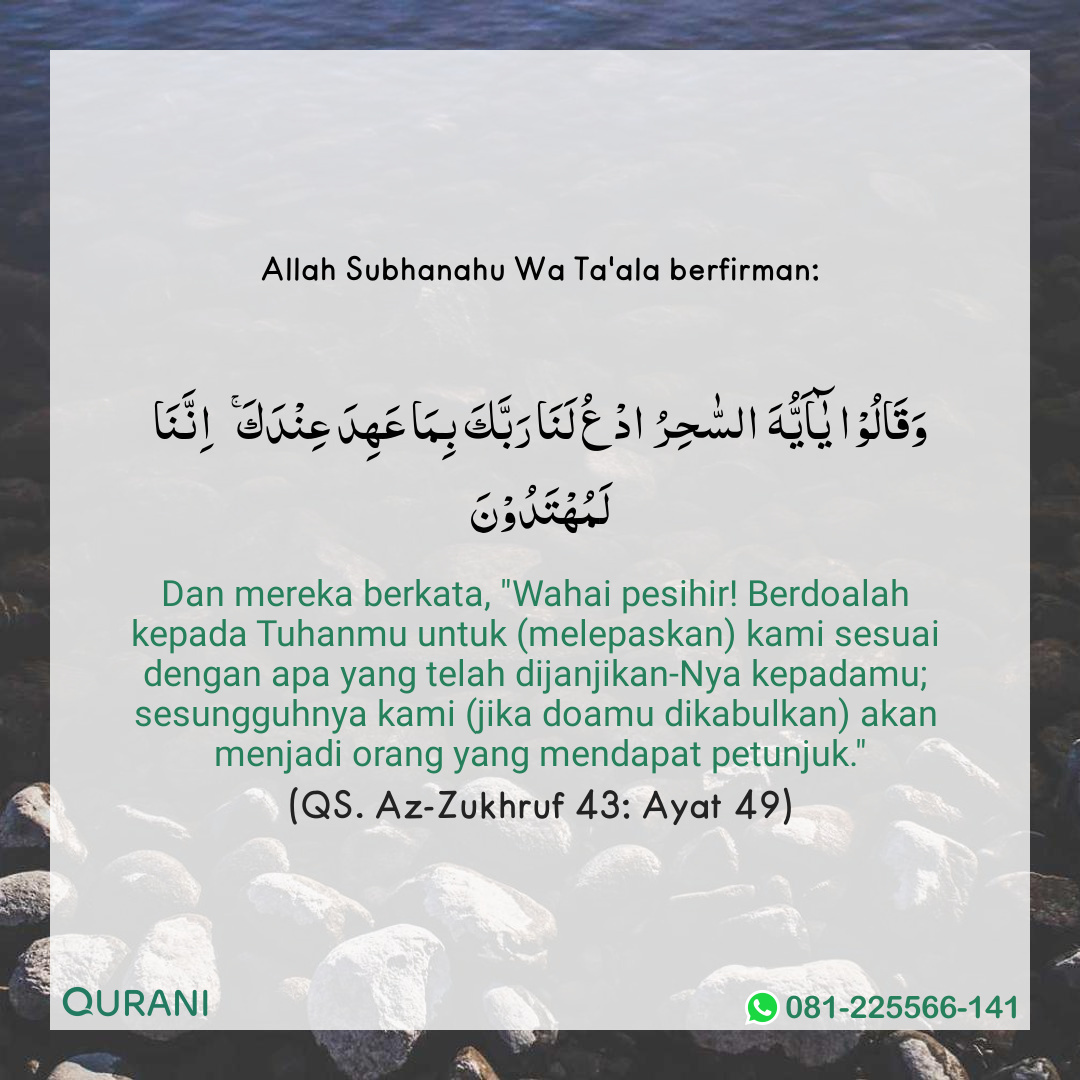 Allah Subhanahu Wa Ta'ala berfirman:
وَقَالُوْا يٰۤاَيُّهَ السّٰحِرُ ادْعُ لَنَا رَبَّكَ بِمَا عَهِدَ عِنْدَكَ ۚ اِنَّنَا
لَمُهْتَدُوْنَ
Dan mereka berkata, "Wahai pesihir! Berdoalah
kepada Tuhanmu untuk (melepaskan) kami sesuai
dengan apa yang telah dijanjikan-Nya kepadamu;
sesungguhnya kami (jika doamu dikabulkan) akan
menjadi orang yang mendapat petunjuk."
(QS. Az-Zukhruf 43: Ayat 49)
QURANI
081-225566-141